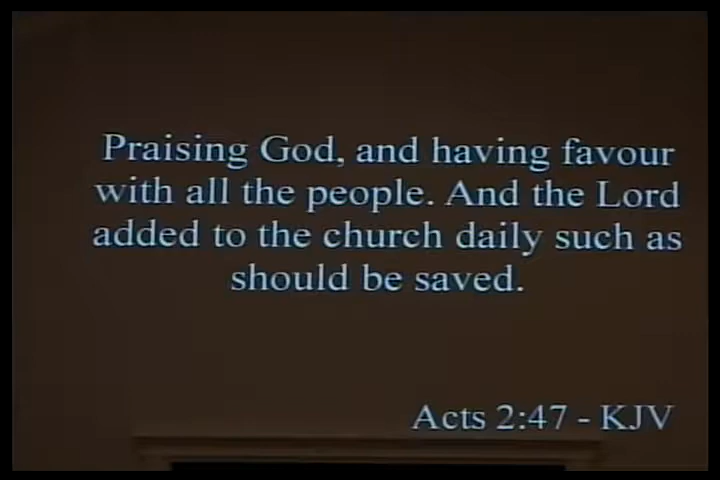 Praising God, and having favour
with all the people. And the Lord
added to the church daily such as
should be saved.
Acts 2:47 - KJV